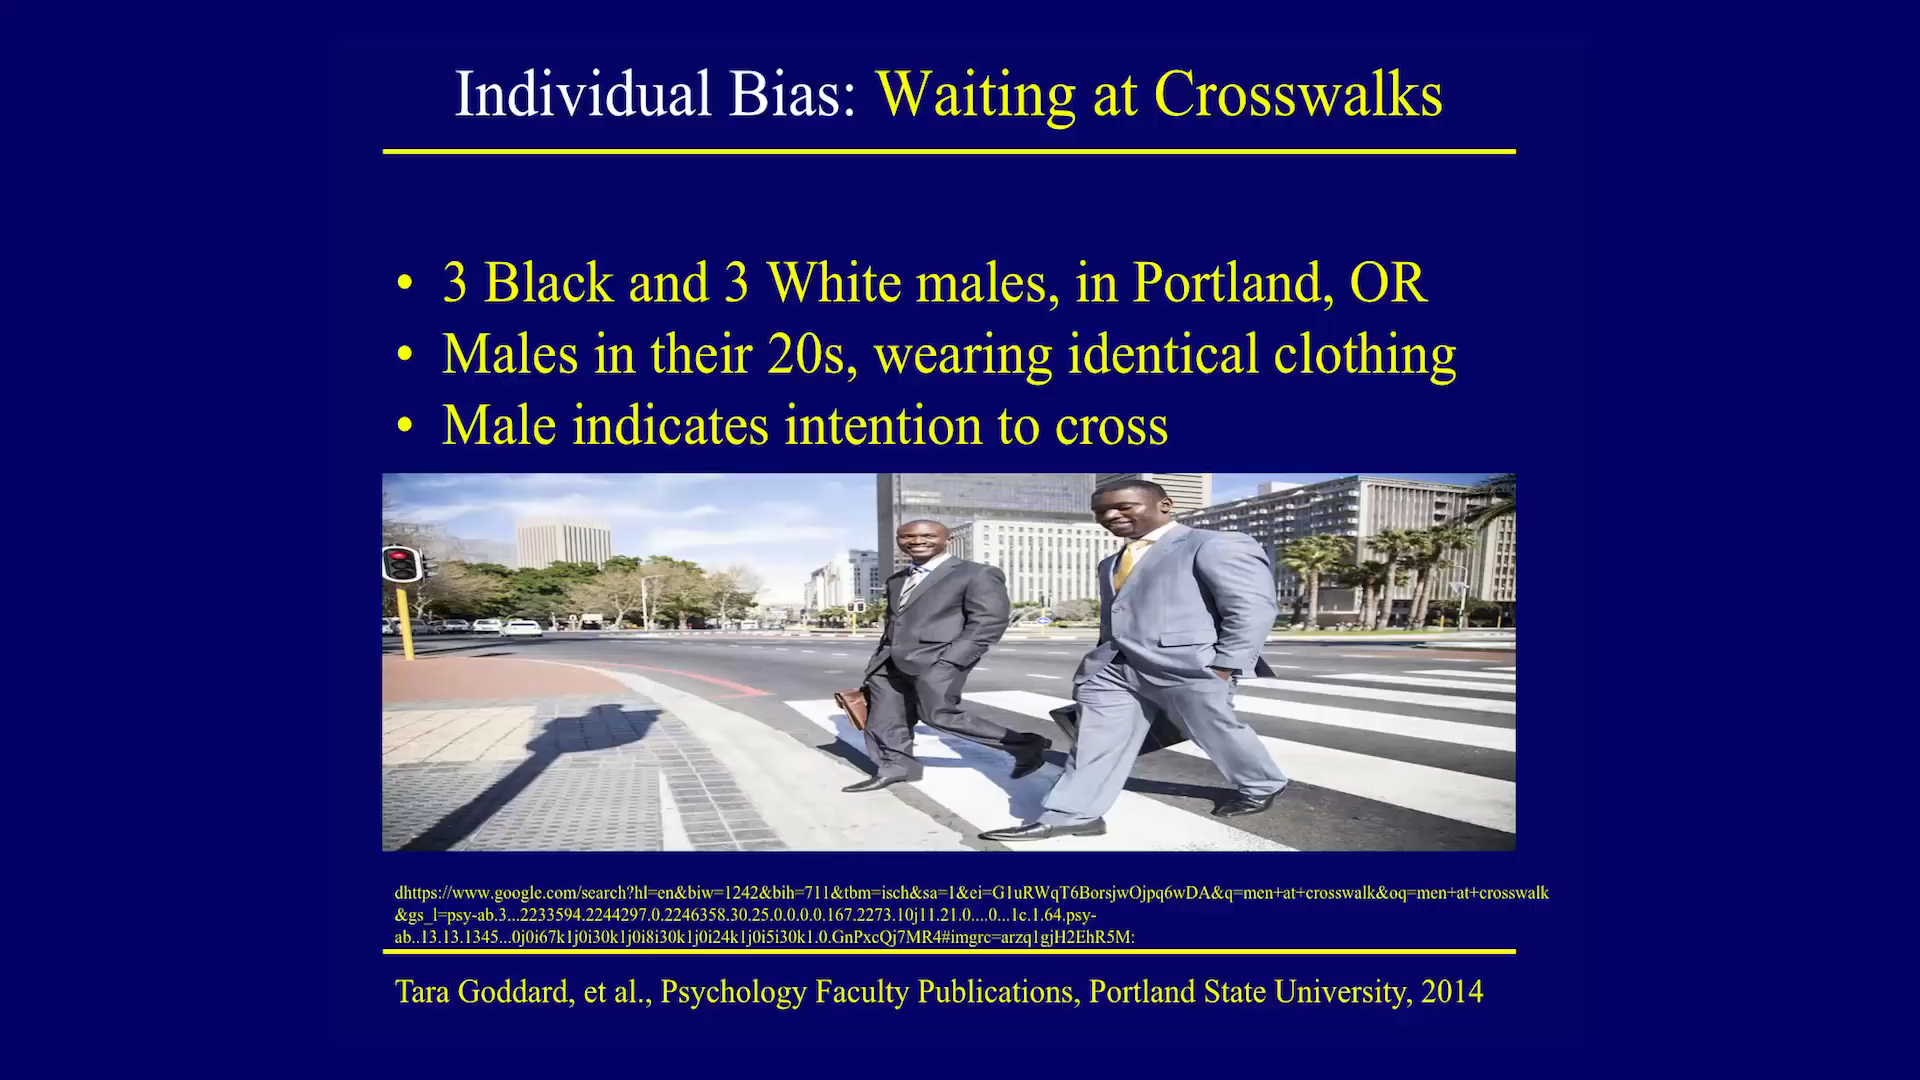 Individual Bias: Waiting at Crosswalks
• 3 Black and 3 White males, in Portland, OR
• Males in their 20s, wearing identical clothing
• Male indicates intention to cross
dhttps://www.google.com/search?hl=en&biw=1242&bih=711&tbm=isch&sa=1&ei=G1uRWqT6BorsjwOjpq6wDA&q=men+at+crosswalk&oq=men+at+crosswalk
&gs_l=psy-ab.3...2233594.2244297.0.2246358.30.25.0.0.0.0.167.2273.10j11.21.0....0...1c.1.64.psy-
ab..13.13.1345...0j0i67k1j0i30k1j0i8i30k1j0i24k1j0i5i30k1.0.GnPxcQj7MR4#imgrc=arzq1gjH2EhR5M:
Tara Goddard, et al., Psychology Faculty Publications, Portland State University, 2014